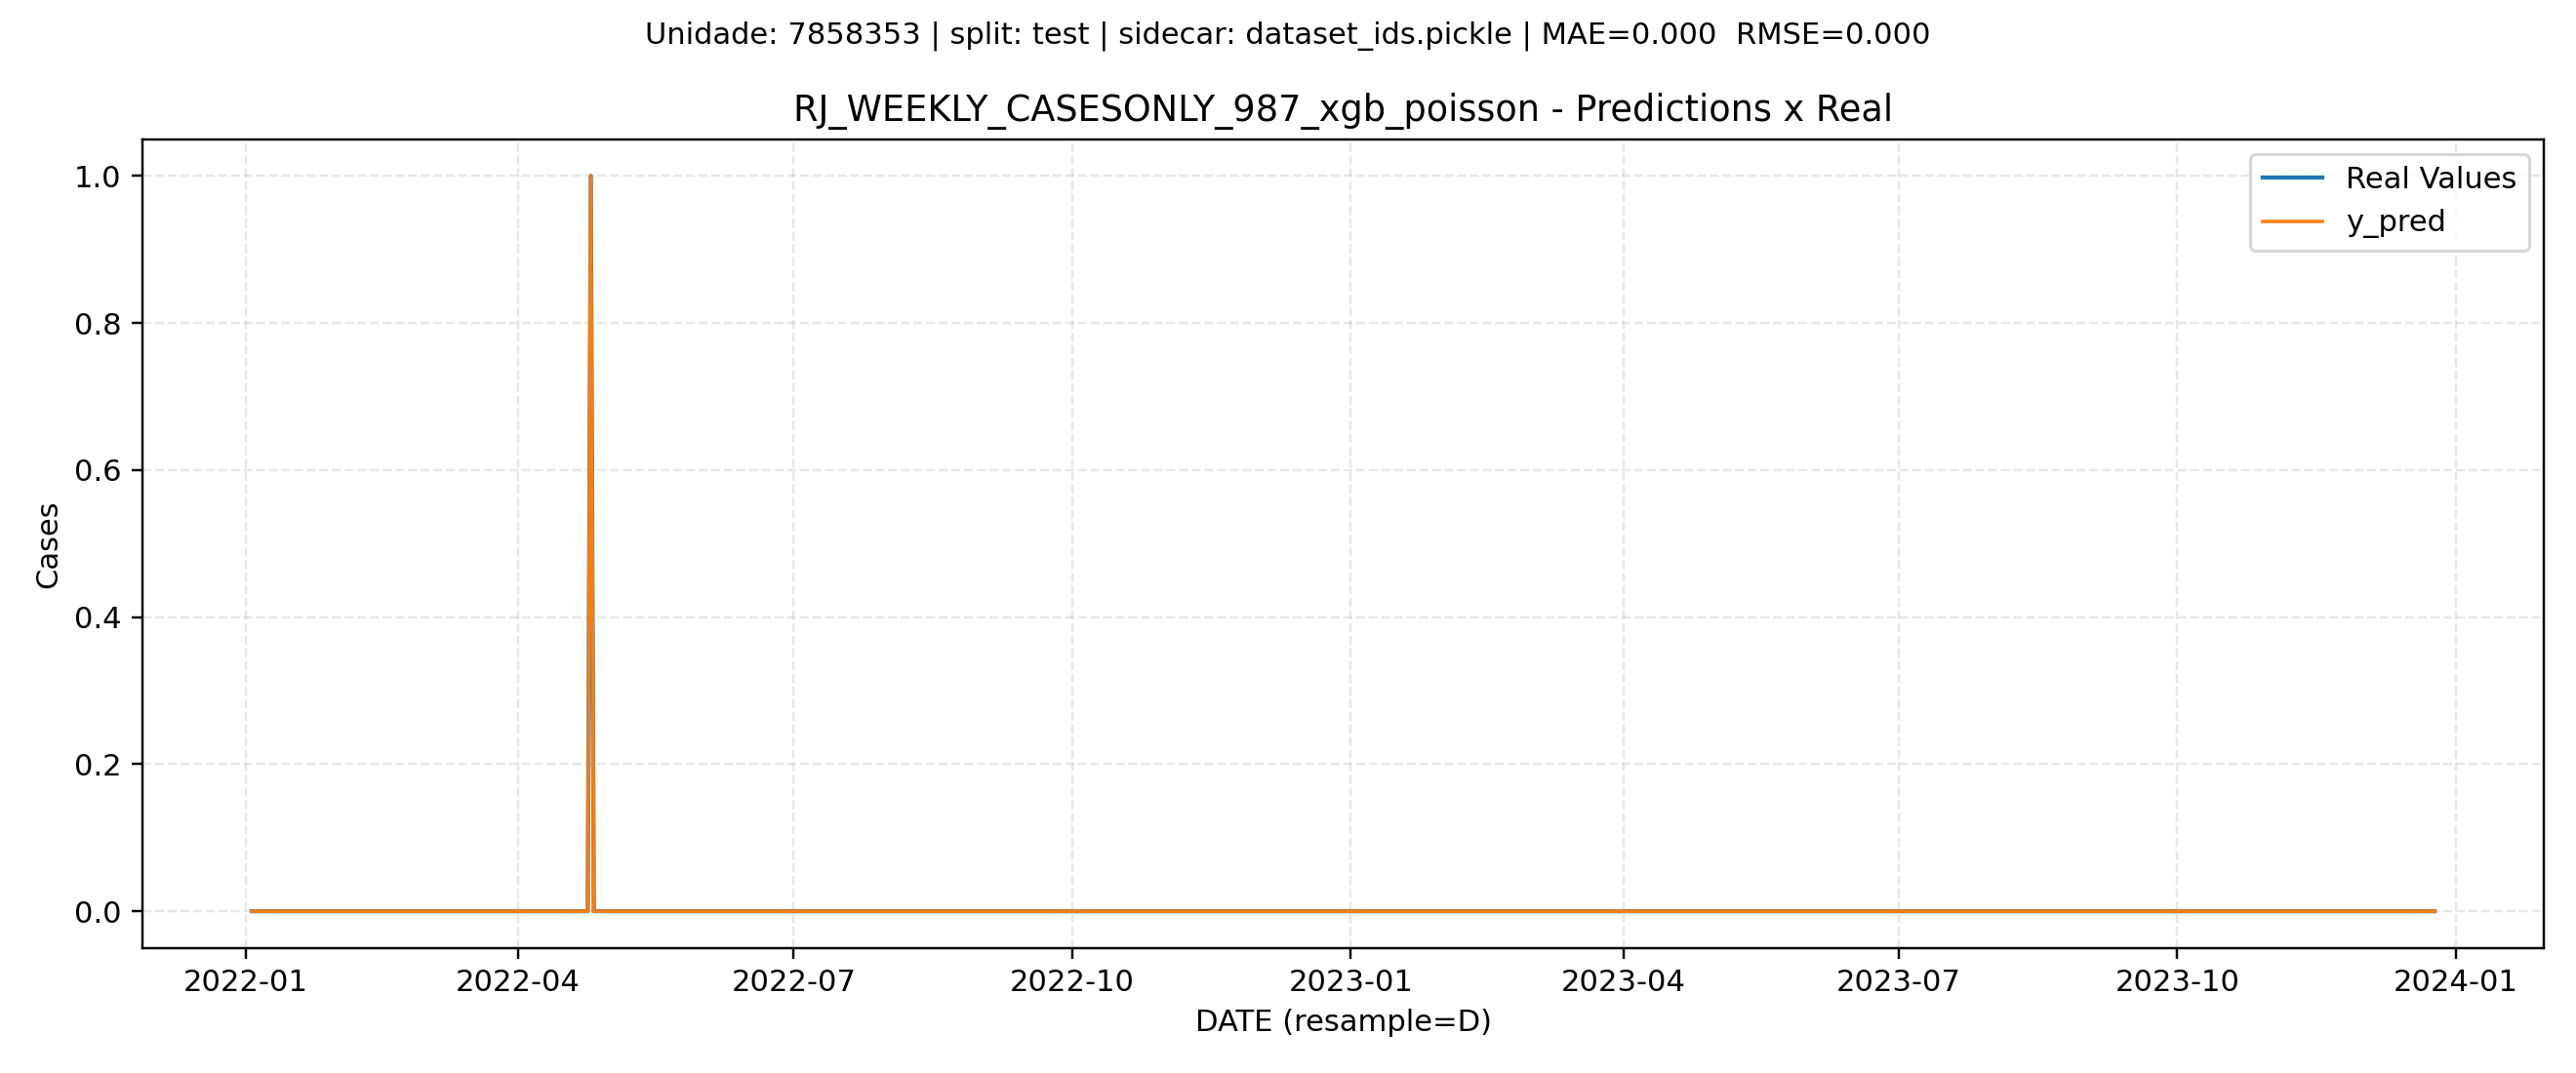 Unidade: 7858353 | split: test | sidecar: dataset_ids.pickle | MAE=0.000  RMSE=0.000
RJ_WEEKLY_CASESONLY_987_xgb_poisson - Predictions x Real
Real Values
y_pred
Cases
1.0
0.8
0.6
0.4
0.2
0.0
2022-01 2022-04 2022-07 2022-10 2023-01 2023-04 2023-07 2023-10 2024-01
DATE (resample=D)